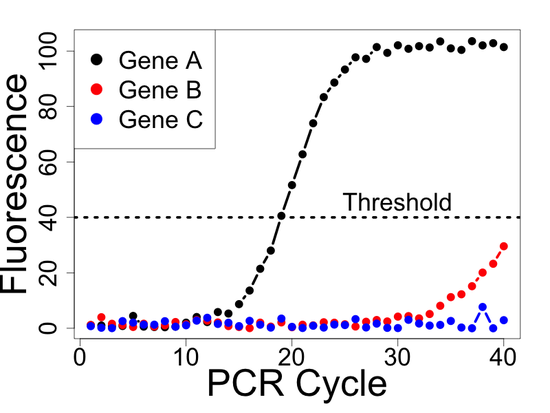 Gene A
Gene B
Gene C
Threshold
Fluorescence
100
80
60
40
20
0
0 10 20 30 40
PCR Cycle